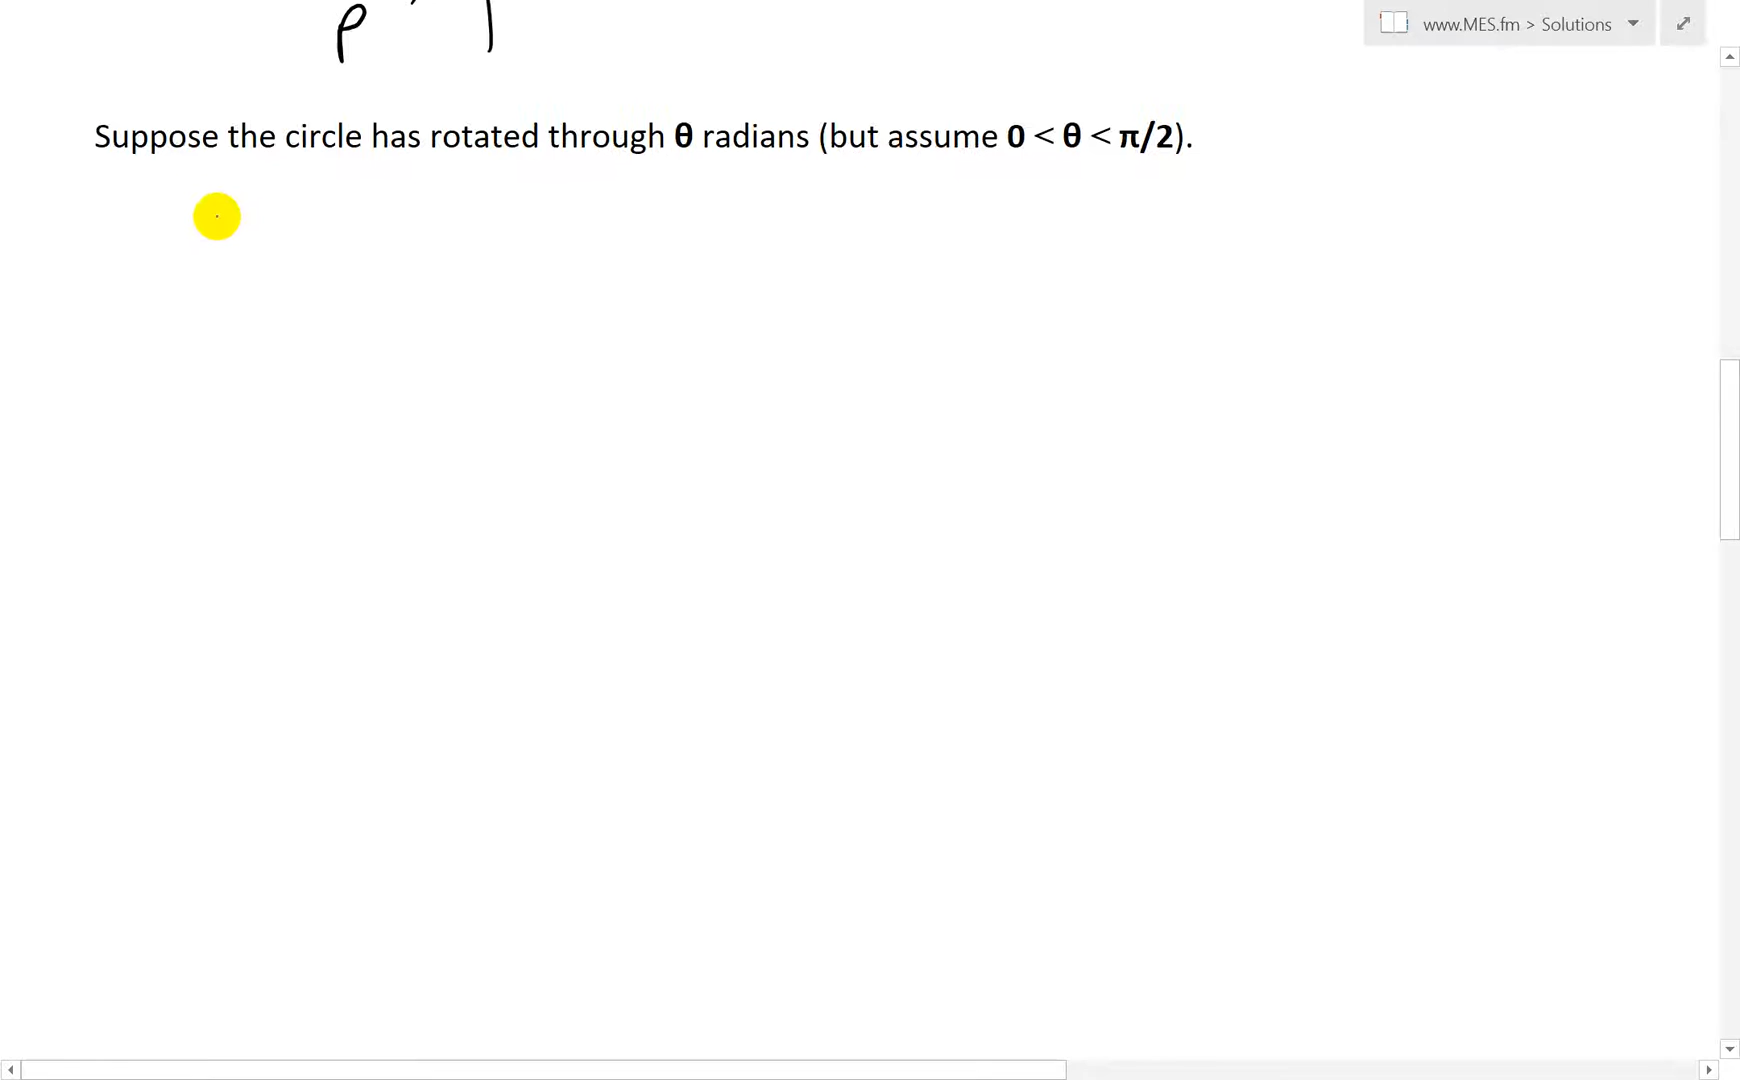 ρ
www.MES.fm > Solutions
Suppose the circle has rotated through θ radians (but assume 0 < θ < π/2).